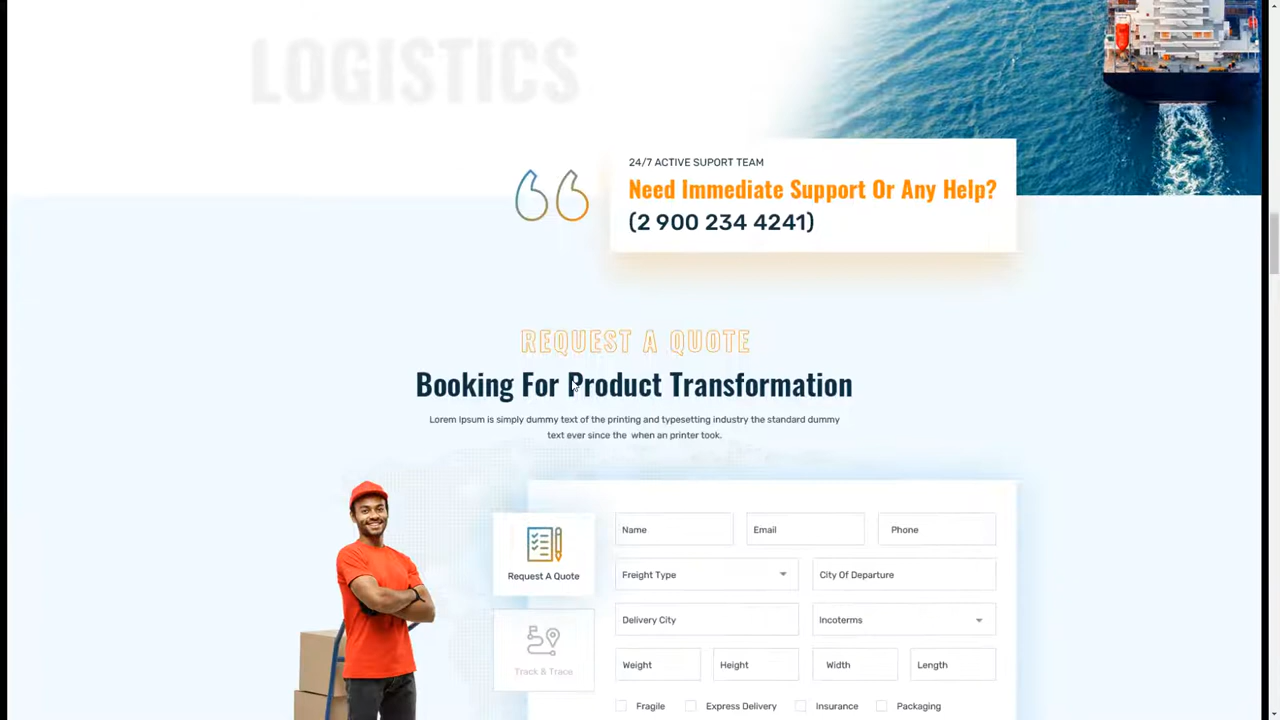 LOGISTICS
24/7 ACTIVE SUPORT TEAM
Need Immediate Support Or Any Help?
(2 900 234 4241)
REQUEST A QUOTE
Booking For Product Transformation
Lorem Ipsum is simply dummy text of the printing and typesetting industry the standard dummy
text ever since the when an printer took.
Name Email Phone
Request A Quote
Freight Type City Of Departure
Delivery City Incoterms
Track & Trace
Weight Height Width Length
Fragile Express Delivery Insurance Packaging